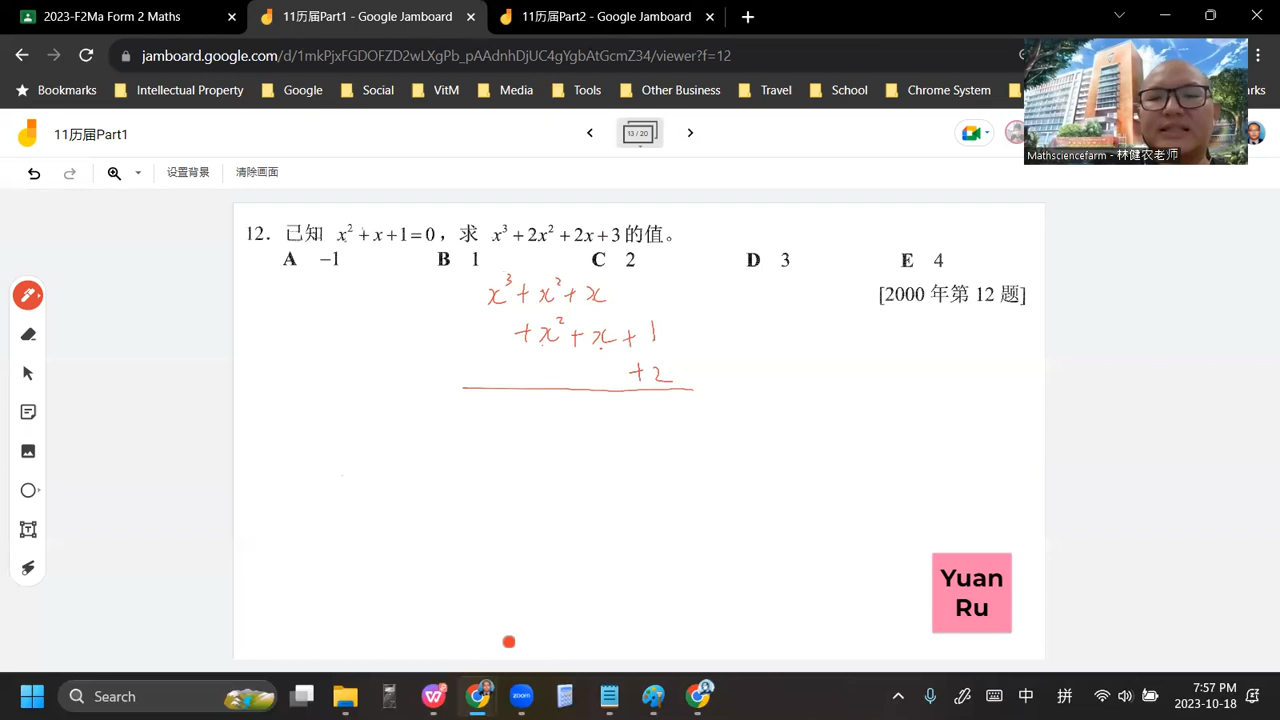 2023-F2Ma Form 2 Maths
11历届Part1 - Google Jamboard
11历届Part2 - Google Jamboard
jamboard.google.com/d/
/viewer?f=12
Bookmarks Intellectual Property Google Social VitM Media Tools Other Business Travel School Chrome System
11历届Part1
13 / 20
Mathsciencefarm - 林健农老师
设置背景 清除画面
12. 已知 x²+x+1=0，求 x³+2x²+2x+3的值。
A −1 B 1 C 2 D 3 E 4
[2000 年第 12 题]
x³+x²+x
+x²+x+1
+2
Yuan
Ru
Search
中 拼
7:57 PM
2023-10-18